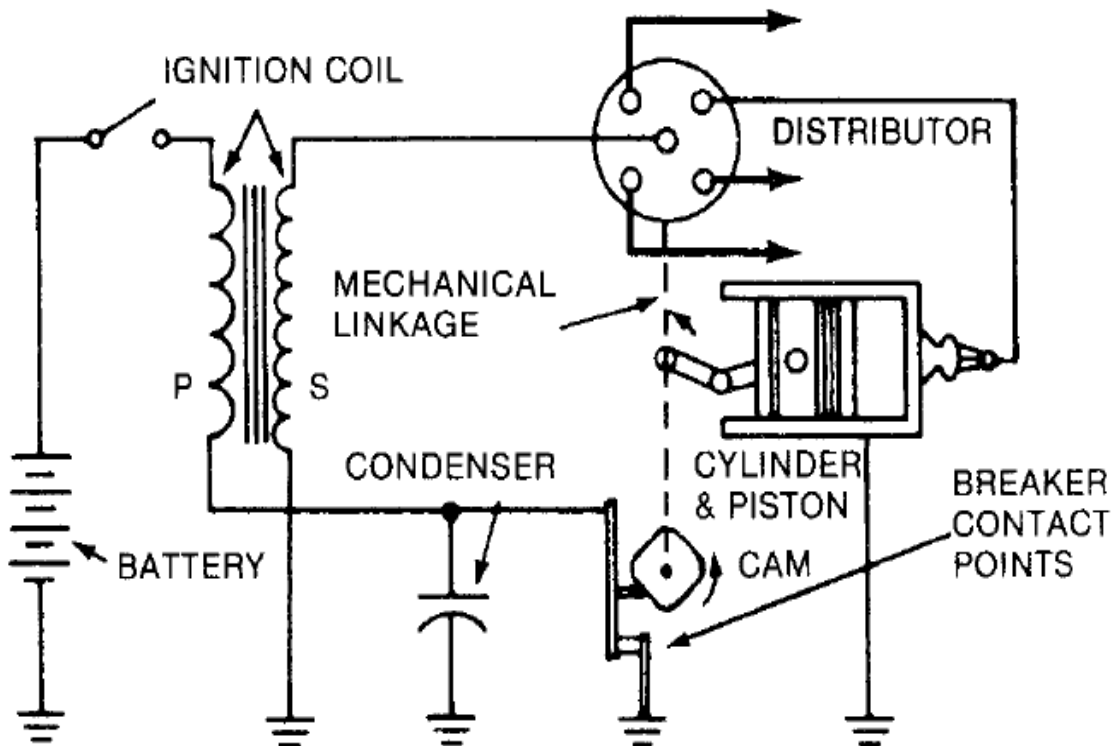 IGNITION COIL
DISTRIBUTOR
MECHANICAL
LINKAGE
P
S
CONDENSER
CYLINDER
& PISTON
BREAKER
CONTACT
POINTS
BATTERY
CAM